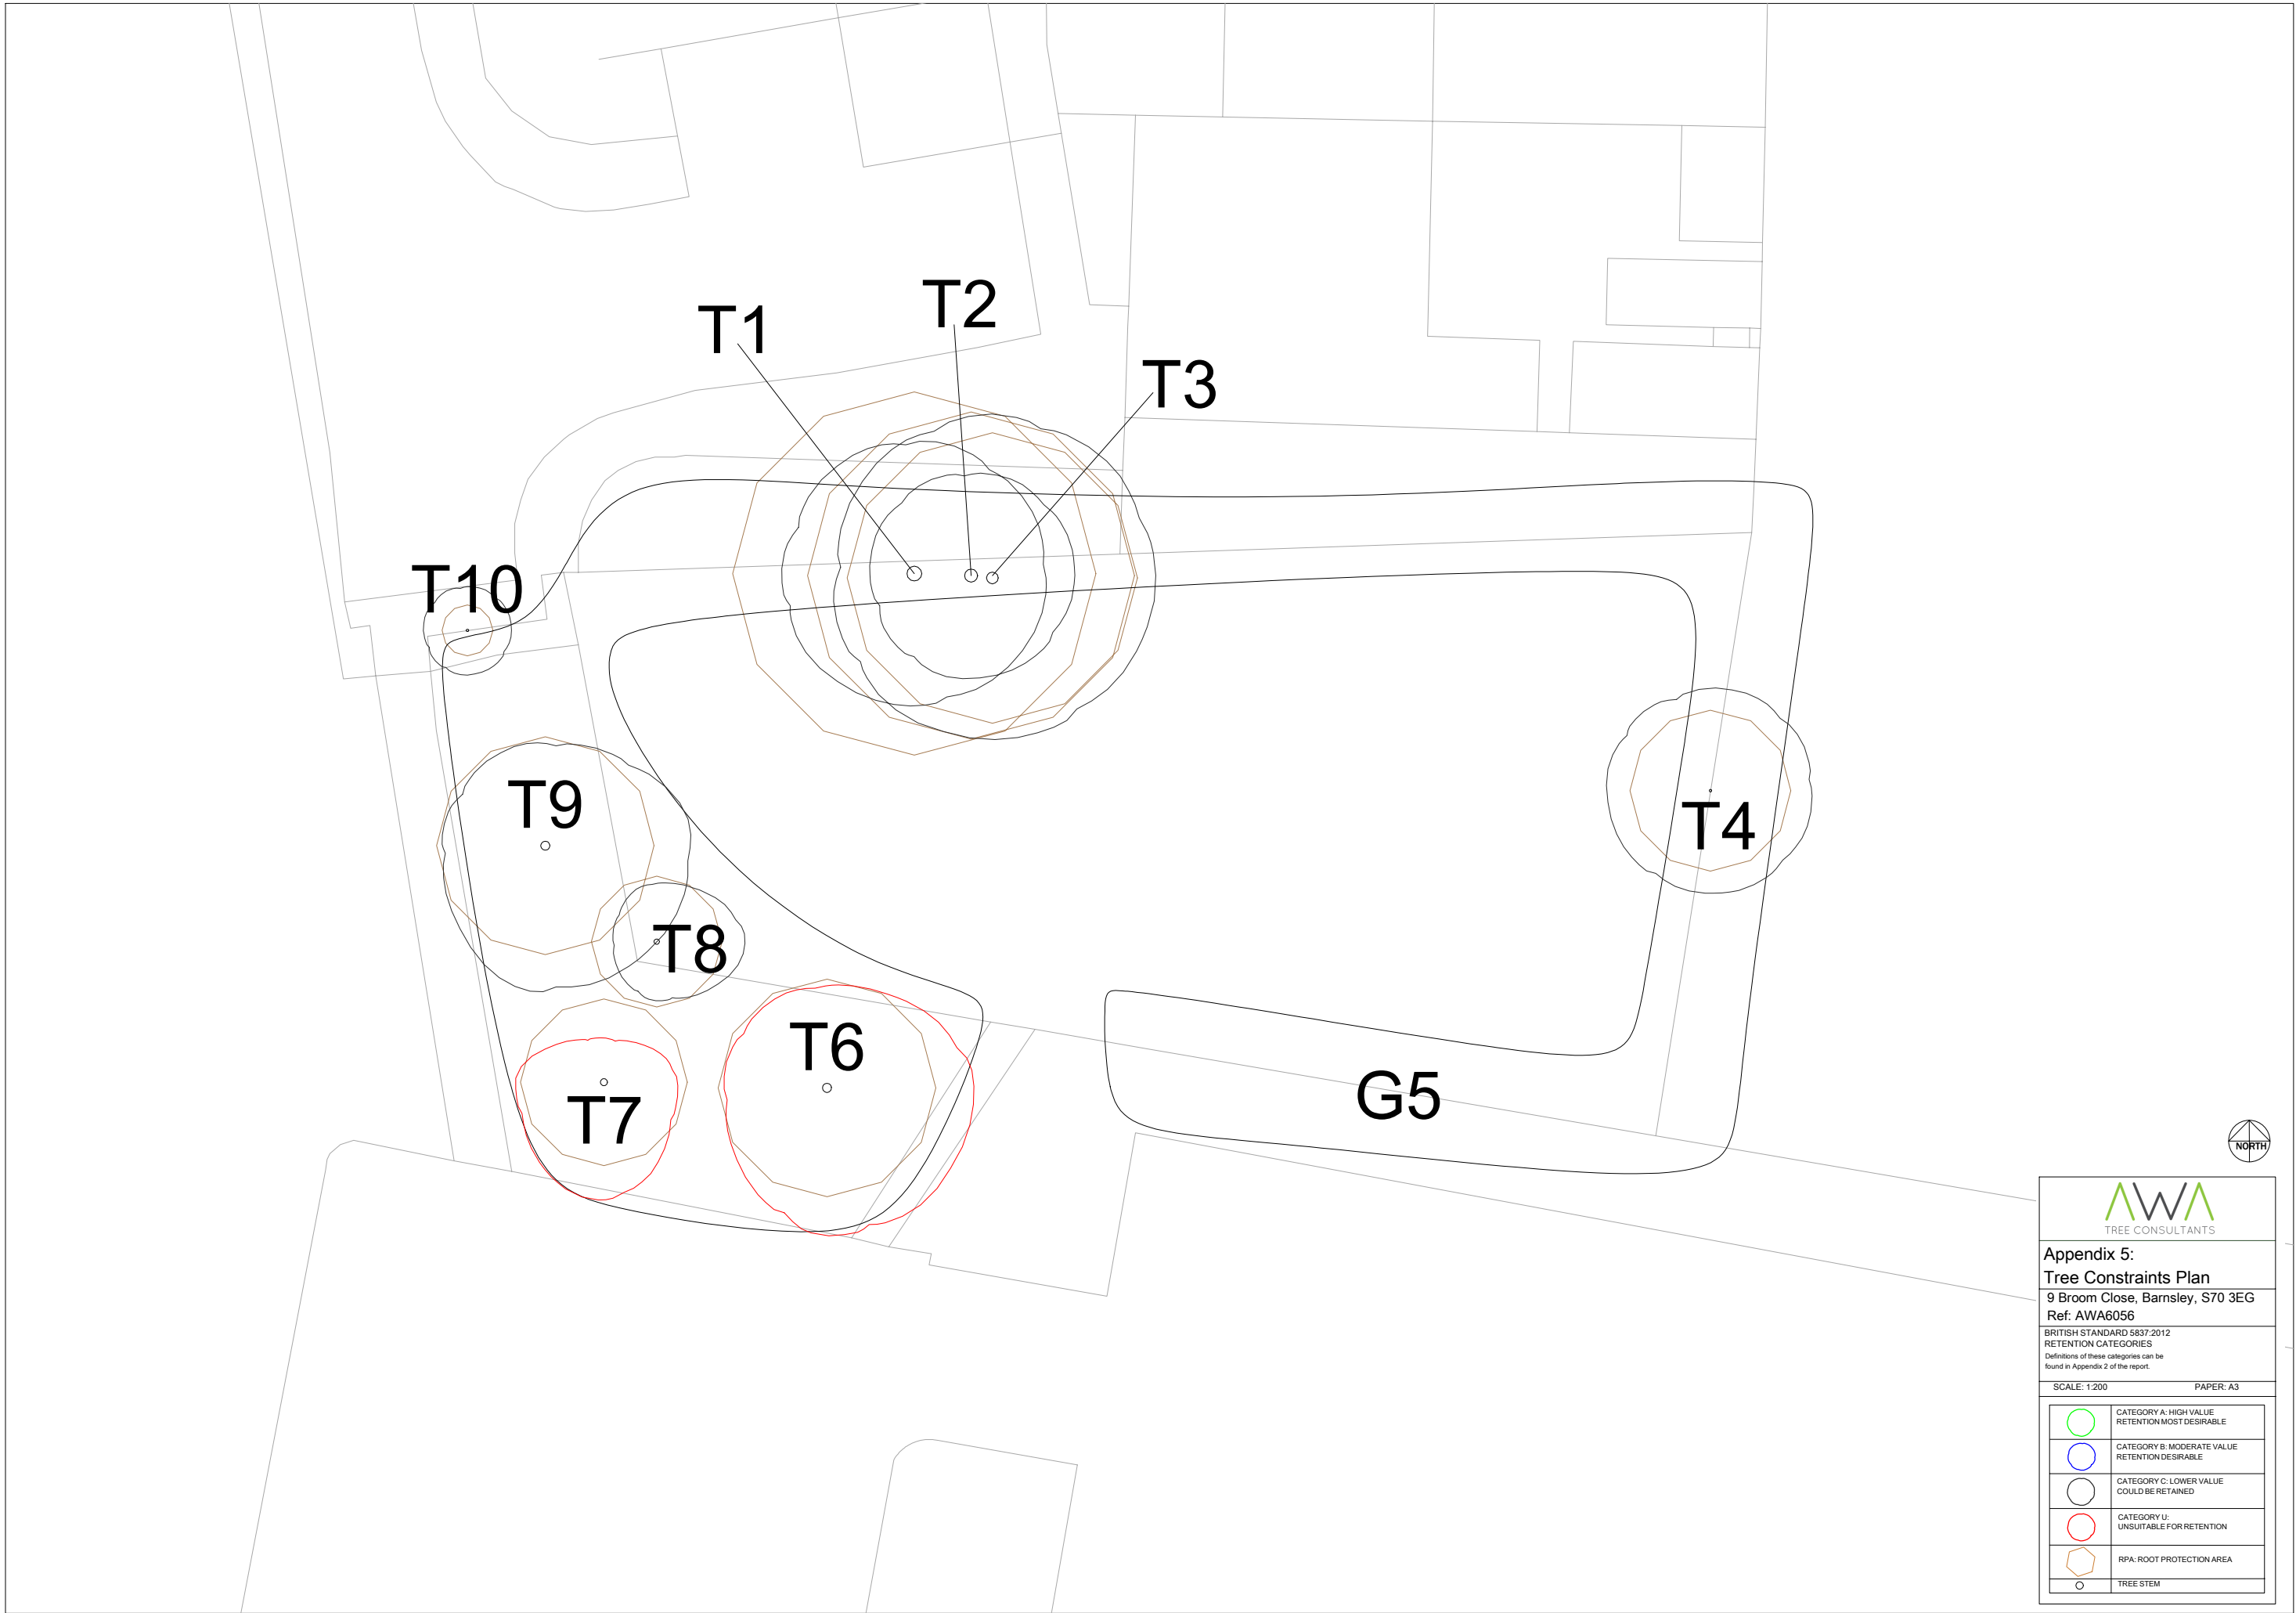 T1
T2
T3
T10
T9
T4
T8
T6
T7
G5
NORTH
AWA
TREE CONSULTANTS
Appendix 5:
Tree Constraints Plan
9 Broom Close, Barnsley, S70 3EG
Ref: AWA6056
BRITISH STANDARD 5837:2012
RETENTION CATEGORIES
Definitions of these categories can be
found in Appendix 2 of the report.
SCALE: 1:200 PAPER: A3
CATEGORY A: HIGH VALUE
RETENTION MOST DESIRABLE
CATEGORY B: MODERATE VALUE
RETENTION DESIRABLE
CATEGORY C: LOWER VALUE
COULD BE RETAINED
CATEGORY U:
UNSUITABLE FOR RETENTION
RPA: ROOT PROTECTION AREA
TREE STEM